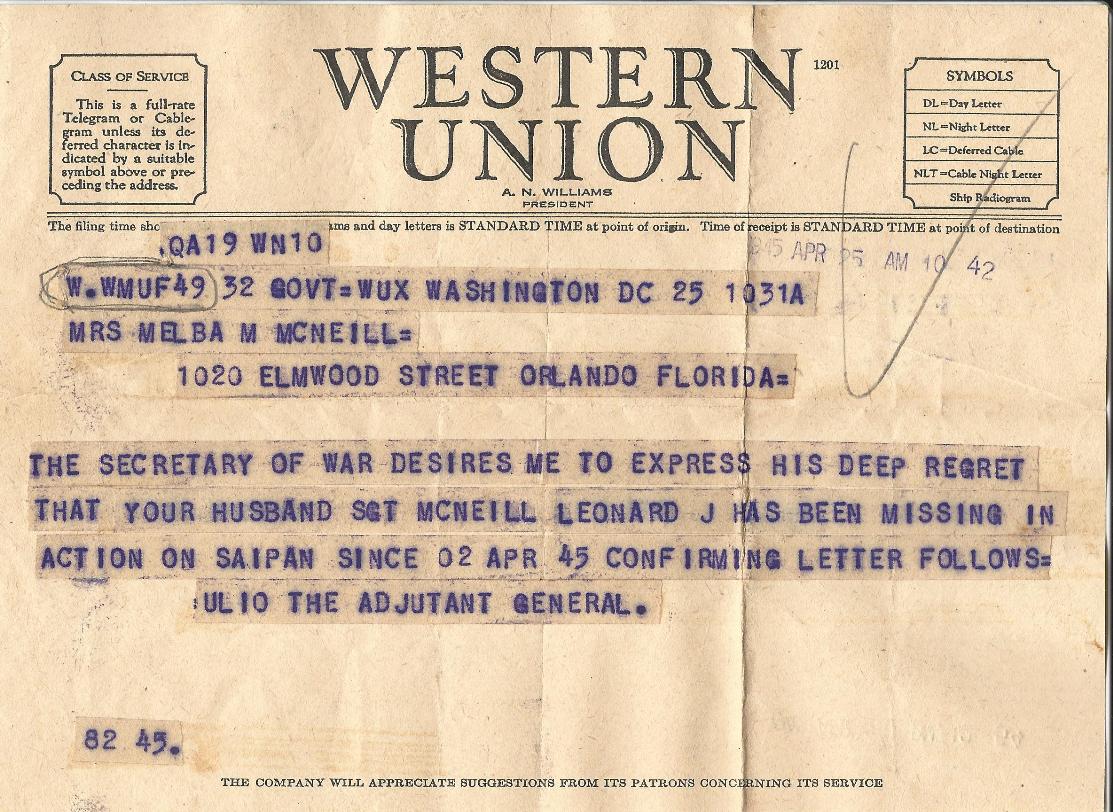 CLASS OF SERVICE
This is a full-rate
Telegram or Cable-
gram unless its de-
ferred character is in-
dicated by a suitable
symbol above or pre-
ceding the address.
WESTERN
UNION
1201
A. N. WILLIAMS
PRESIDENT
SYMBOLS
DL=Day Letter
NL=Night Letter
LC=Deferred Cable
NLT=Cable Night Letter
Ship Radiogram
The filing time and day letters is STANDARD TIME at point of origin. Time of receipt is STANDARD TIME at point of destination
QA19 WN10
APR 25 AM 10 42
W.WMUF49 32 GOVT=WUX WASHINGTON DC 25 1031A
MRS MELBA M MCNEILL=
1020 ELMWOOD STREET ORLANDO FLORIDA=
THE SECRETARY OF WAR DESIRES ME TO EXPRESS HIS DEEP REGRET
THAT YOUR HUSBAND SGT MCNEILL LEONARD J HAS BEEN MISSING IN
ACTION ON SAIPAN SINCE 02 APR 45 CONFIRMING LETTER FOLLOWS=
:ULIO THE ADJUTANT GENERAL.
82 45.
THE COMPANY WILL APPRECIATE SUGGESTIONS FROM ITS PATRONS CONCERNING ITS SERVICE